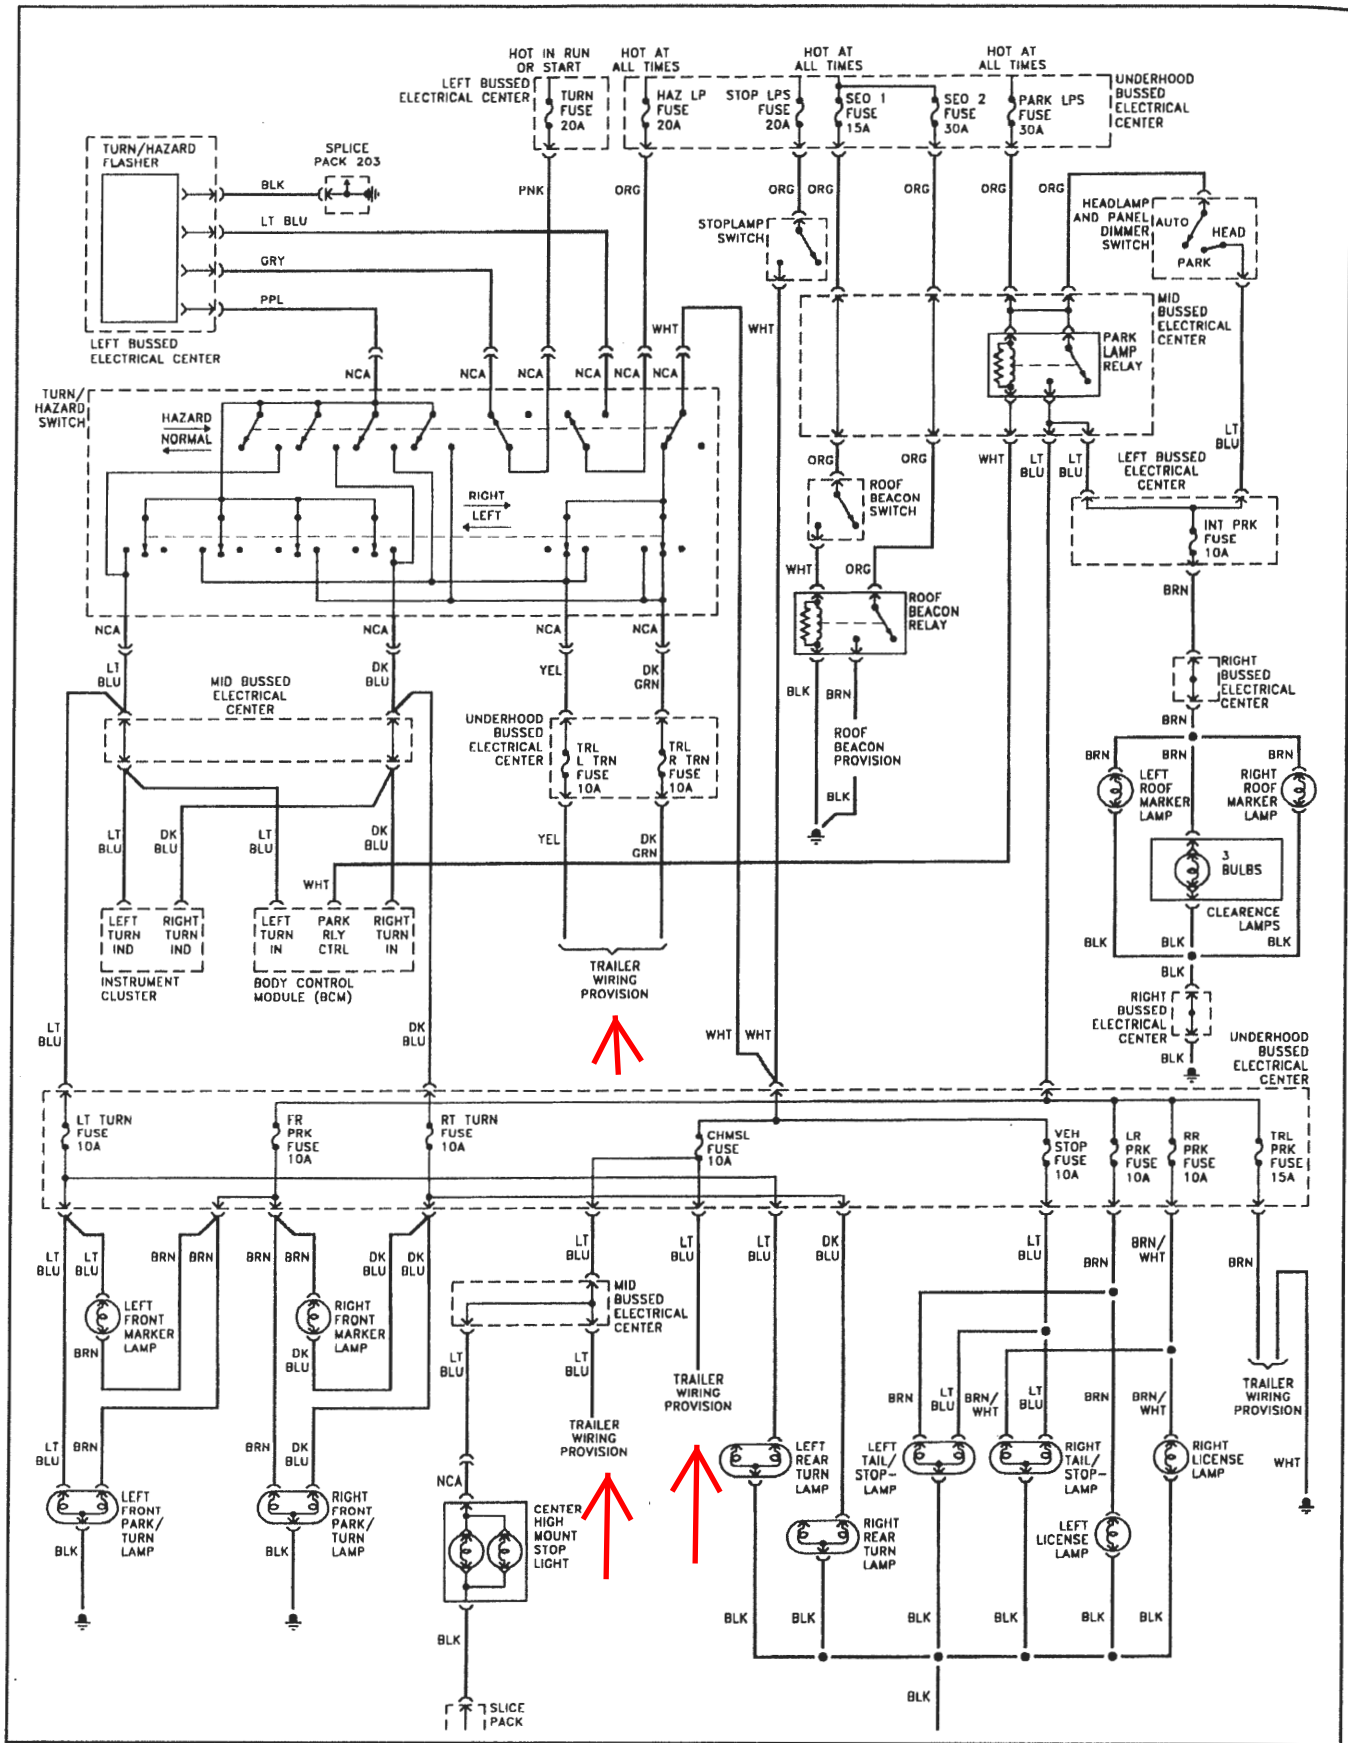 HOT IN RUN
OR START
HOT AT
ALL TIMES
HOT AT
ALL TIMES
HOT AT
ALL TIMES
LEFT BUSSED
ELECTRICAL CENTER
TURN
FUSE
20A
HAZ LP
FUSE
20A
STOP LPS
FUSE
20A
SEO 1
FUSE
15A
SEO 2
FUSE
30A
PARK LPS
FUSE
30A
UNDERHOOD
BUSSED
ELECTRICAL
CENTER
TURN/HAZARD
FLASHER
SPLICE
PACK 203
BLK
LT BLU
GRY
PPL
LEFT BUSSED
ELECTRICAL CENTER
PNK
ORG
ORG
ORG
ORG
ORG
ORG
STOPLAMP
SWITCH
HEADLAMP
AND PANEL
DIMMER
SWITCH
AUTO
HEAD
PARK
MID
BUSSED
ELECTRICAL
CENTER
PARK
LAMP
RELAY
WHT
WHT
NCA
NCA
NCA
NCA
NCA
NCA
TURN/
HAZARD
SWITCH
HAZARD
NORMAL
RIGHT
LEFT
LT
BLU
ORG
ORG
WHT
LT
BLU
LT
BLU
LEFT BUSSED
ELECTRICAL
CENTER
ROOF
BEACON
SWITCH
INT PRK
FUSE
10A
WHT
ORG
BRN
ROOF
BEACON
RELAY
NCA
NCA
NCA
NCA
LT
BLU
DK
BLU
YEL
DK
GRN
BLK
BRN
RIGHT
BUSSED
ELECTRICAL
CENTER
MID BUSSED
ELECTRICAL
CENTER
UNDERHOOD
BUSSED
ELECTRICAL
CENTER
TRL
L TRN
FUSE
10A
TRL
R TRN
FUSE
10A
ROOF
BEACON
PROVISION
BLK
BRN
BRN
BRN
BRN
LEFT
ROOF
MARKER
LAMP
RIGHT
ROOF
MARKER
LAMP
LT
BLU
DK
BLU
LT
BLU
DK
BLU
YEL
DK
GRN
WHT
3
BULBS
CLEARENCE
LAMPS
LEFT
TURN
IND
RIGHT
TURN
IND
LEFT
TURN
IN
PARK
RLY
CTRL
RIGHT
TURN
IN
INSTRUMENT
CLUSTER
BODY CONTROL
MODULE (BCM)
TRAILER
WIRING
PROVISION
BLK
BLK
BLK
BLK
RIGHT
BUSSED
ELECTRICAL
CENTER
BLK
LT
BLU
DK
BLU
WHT
WHT
UNDERHOOD
BUSSED
ELECTRICAL
CENTER
LT TURN
FUSE
10A
FR
PRK
FUSE
10A
RT TURN
FUSE
10A
CHMSL
FUSE
10A
VEH
STOP
FUSE
10A
LR
PRK
FUSE
10A
RR
PRK
FUSE
10A
TRL
PRK
FUSE
15A
LT
BLU
LT
BLU
BRN
BRN
BRN
BRN
DK
BLU
DK
BLU
LT
BLU
LT
BLU
LT
BLU
DK
BLU
LT
BLU
BRN
BRN/
WHT
BRN
LEFT
FRONT
MARKER
LAMP
RIGHT
FRONT
MARKER
LAMP
MID
BUSSED
ELECTRICAL
CENTER
BRN
DK
BLU
LT
BLU
LT
BLU
TRAILER
WIRING
PROVISION
TRAILER
WIRING
PROVISION
BRN
LT
BLU
BRN/
WHT
LT
BLU
BRN
BRN/
WHT
TRAILER
WIRING
PROVISION
LT
BLU
BRN
BRN
DK
BLU
NCA
LEFT
REAR
TURN
LAMP
LEFT
TAIL/
STOP-
LAMP
RIGHT
TAIL/
STOP-
LAMP
RIGHT
LICENSE
LAMP
WHT
LEFT
FRONT
PARK/
TURN
LAMP
RIGHT
FRONT
PARK/
TURN
LAMP
CENTER
HIGH
MOUNT
STOP
LIGHT
RIGHT
REAR
TURN
LAMP
LEFT
LICENSE
LAMP
BLK
BLK
BLK
BLK
BLK
BLK
BLK
BLK
BLK
BLK
SLICE
PACK